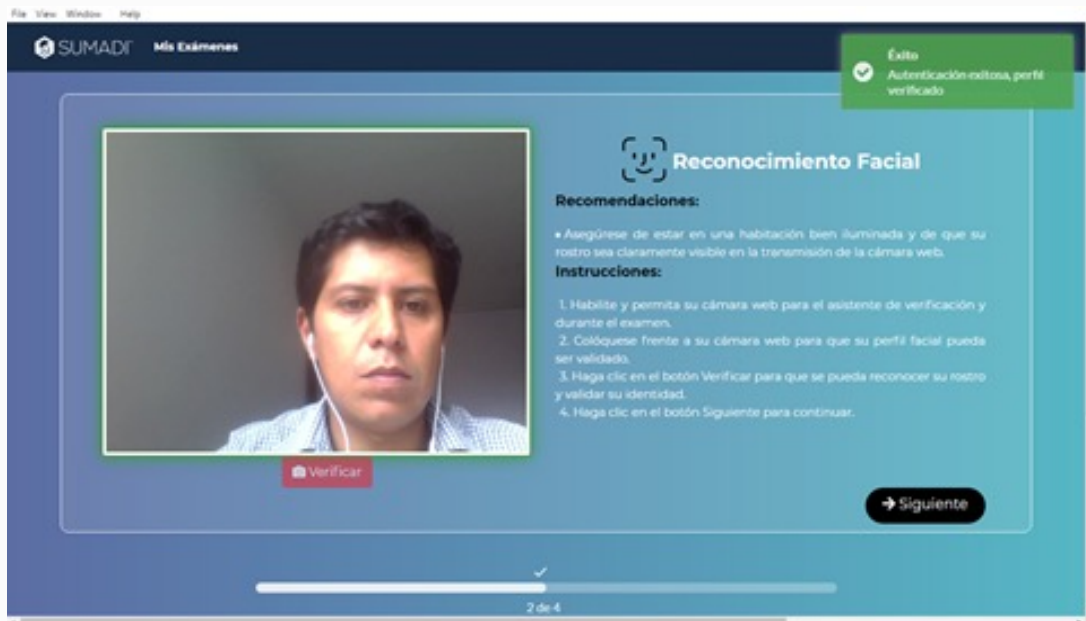 File View Window Help
SUMADI Mis Exámenes
Éxito
Autenticación exitosa, perfil
verificado
Reconocimiento Facial
Recomendaciones:
• Asegúrese de estar en una habitación bien iluminada y de que su
rostro sea claramente visible en la transmisión de la cámara web.
Instrucciones:
1. Habilite y permita su cámara web para el asistente de verificación y
durante el examen.
2. Colóquese frente a su cámara web para que su perfil facial pueda
ser validado.
3. Haga clic en el botón Verificar para que se pueda reconocer su rostro
y validar su identidad.
4. Haga clic en el botón Siguiente para continuar.
Verificar
Siguiente
2 de 4